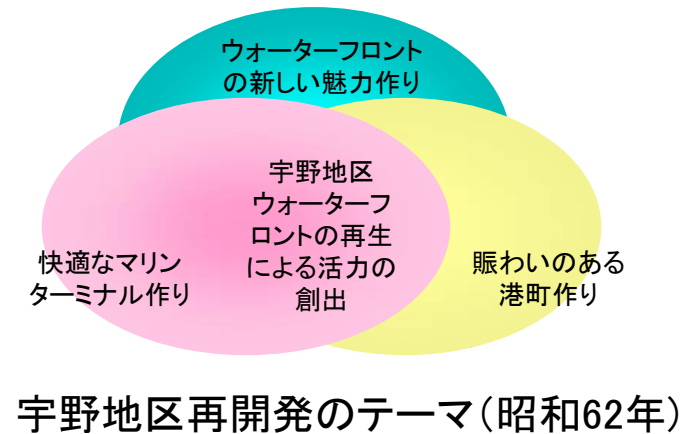 ウォーターフロント
の新しい魅力作り
宇野地区
ウォーターフ
ロントの再生
による活力の
創出
快適なマリン
ターミナル作り
賑わいのある
港町作り
宇野地区再開発のテーマ(昭和62年)